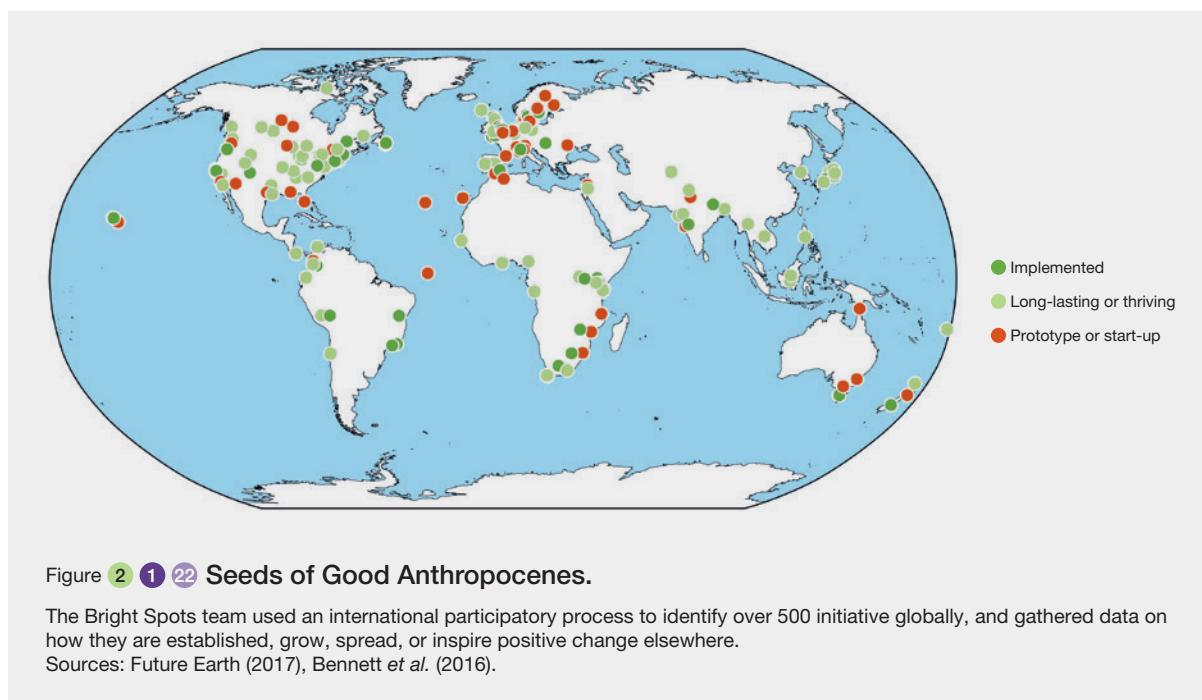 Implemented
Long-lasting or thriving
Prototype or start-up
Figure 2 1 22 Seeds of Good Anthropocenes.
The Bright Spots team used an international participatory process to identify over 500 initiative globally, and gathered data on
how they are established, grow, spread, or inspire positive change elsewhere.
Sources: Future Earth (2017), Bennett et al. (2016).